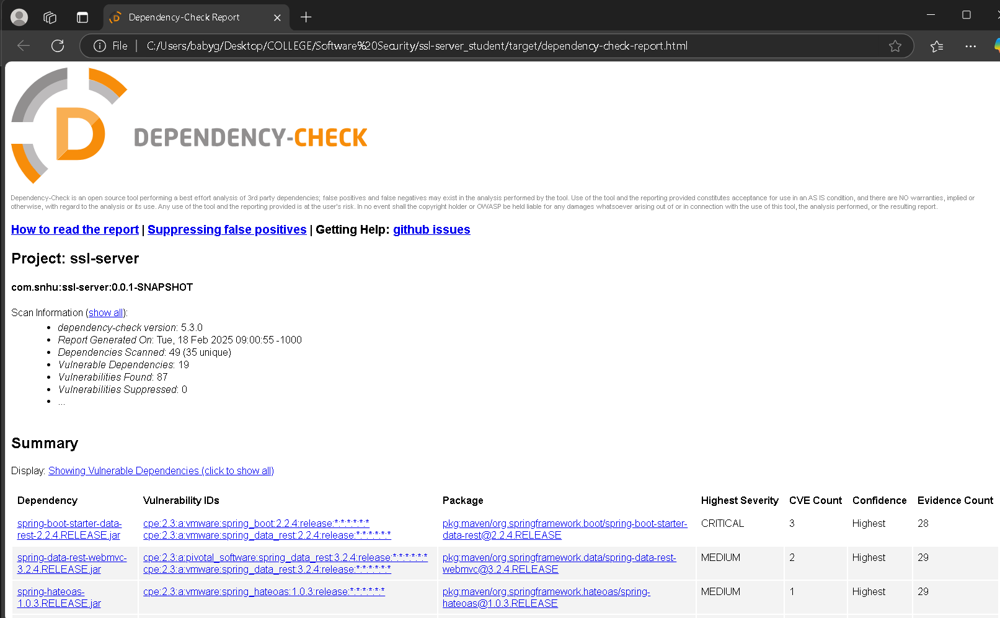 Dependency-Check Report
File | C:/Users/babyg/Desktop/COLLEGE/Software%20Security/ssl-server_student/target/dependency-check-report.html
D DEPENDENCY-CHECK
Dependency-Check is an open source tool performing a best effort analysis of 3rd party dependencies; false positives and false negatives may exist in the analysis performed by the tool. Use of the tool and the reporting provided constitutes acceptance for use in an AS IS condition, and there are NO warranties, implied or
otherwise, with regard to the analysis or its use. Any use of the tool and the reporting provided is at the user's risk. In no event shall the copyright holder or OWASP be held liable for any damages whatsoever arising out of or in connection with the use of this tool, the analysis performed, or the resulting report.
How to read the report | Suppressing false positives | Getting Help: github issues
Project: ssl-server
com.snhu:ssl-server:0.0.1-SNAPSHOT
Scan Information (show all):
• dependency-check version: 5.3.0
• Report Generated On: Tue, 18 Feb 2025 09:00:55 -1000
• Dependencies Scanned: 49 (35 unique)
• Vulnerable Dependencies: 19
• Vulnerabilities Found: 87
• Vulnerabilities Suppressed: 0
• ...
Summary
Display: Showing Vulnerable Dependencies (click to show all)
Dependency Vulnerability IDs Package Highest Severity CVE Count Confidence Evidence Count
spring-boot-starter-data- cpe:2.3:a:vmware:spring_boot:2.2.4:release:*:*:*:*:*:* pkg:maven/org.springframework.boot/spring-boot-starter- CRITICAL 3 Highest 28
rest-2.2.4.RELEASE.jar cpe:2.3:a:vmware:spring_data_rest:2.2.4:release:*:*:*:*:*:* data-rest@2.2.4.RELEASE
spring-data-rest-webmvc- cpe:2.3:a:pivotal_software:spring_data_rest:3.2.4:release:*:*:*:*:*:* pkg:maven/org.springframework.data/spring-data-rest- MEDIUM 2 Highest 29
3.2.4.RELEASE.jar cpe:2.3:a:vmware:spring_data_rest:3.2.4:release:*:*:*:*:*:* webmvc@3.2.4.RELEASE
spring-hateoas- cpe:2.3:a:vmware:spring_hateoas:1.0.3:release:*:*:*:*:*:* pkg:maven/org.springframework.hateoas/spring- MEDIUM 1 Highest 29
1.0.3.RELEASE.jar hateoas@1.0.3.RELEASE